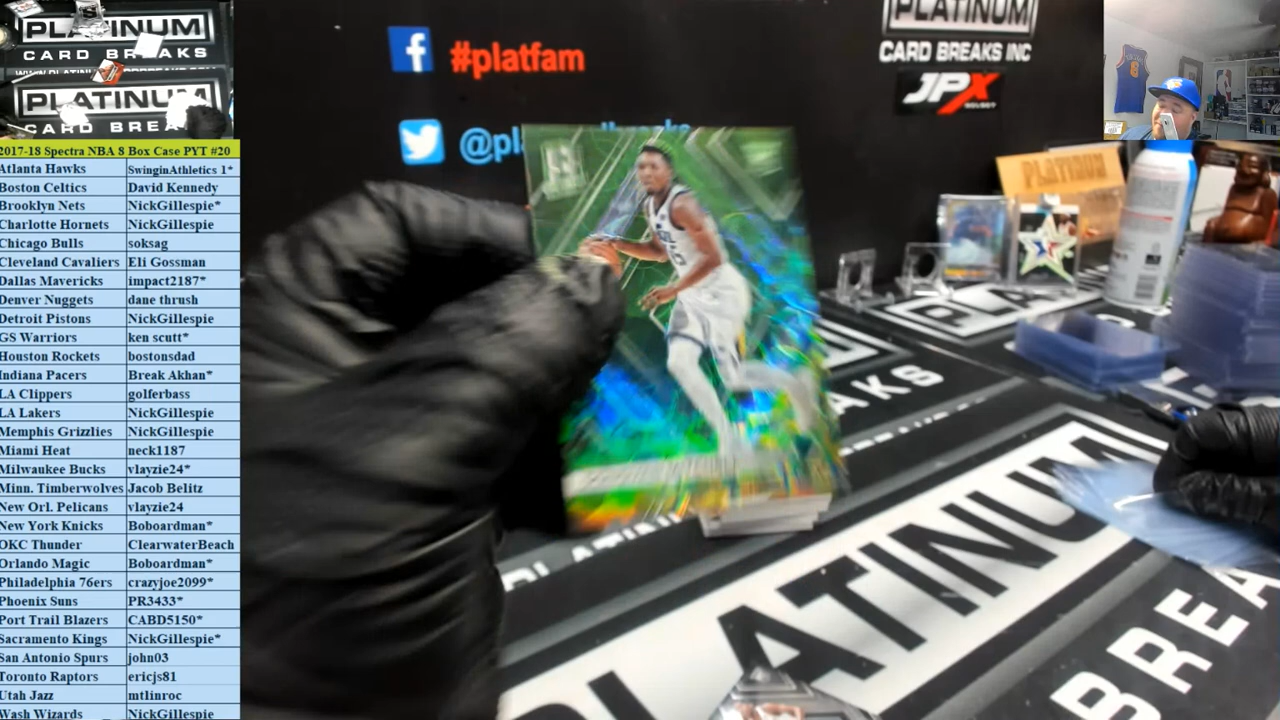 PLATINUM
CARD BREAKS
PLATINUM
CARD BREA
2017-18 Spectra NBA 8 Box Case PYT #20
Atlanta Hawks SwinginAthletics 1*
Boston Celtics David Kennedy
Brooklyn Nets NickGillespie*
Charlotte Hornets NickGillespie
Chicago Bulls soksag
Cleveland Cavaliers Eli Gossman
Dallas Mavericks impact2187*
Denver Nuggets dane thrush
Detroit Pistons NickGillespie
GS Warriors ken scutt*
Houston Rockets bostonsdad
Indiana Pacers Break Akhan*
LA Clippers golferbass
LA Lakers NickGillespie
Memphis Grizzlies NickGillespie
Miami Heat neck1187
Milwaukee Bucks vlayzie24*
Minn. Timberwolves Jacob Belitz
New Orl. Pelicans vlayzie24
New York Knicks Boboardman*
OKC Thunder ClearwaterBeach
Orlando Magic Boboardman*
Philadelphia 76ers crazyjoe2099*
Phoenix Suns PR3433*
Port Trail Blazers CABD5150*
Sacramento Kings NickGillespie*
San Antonio Spurs john03
Toronto Raptors ericjs81
Utah Jazz mtlinroc
Wash Wizards NickGillespie
#platfam
@pl
PLATINUM
CARD BREAKS INC
JPX
PLATINUM
PLA
AKS
PLATINUM
BREA